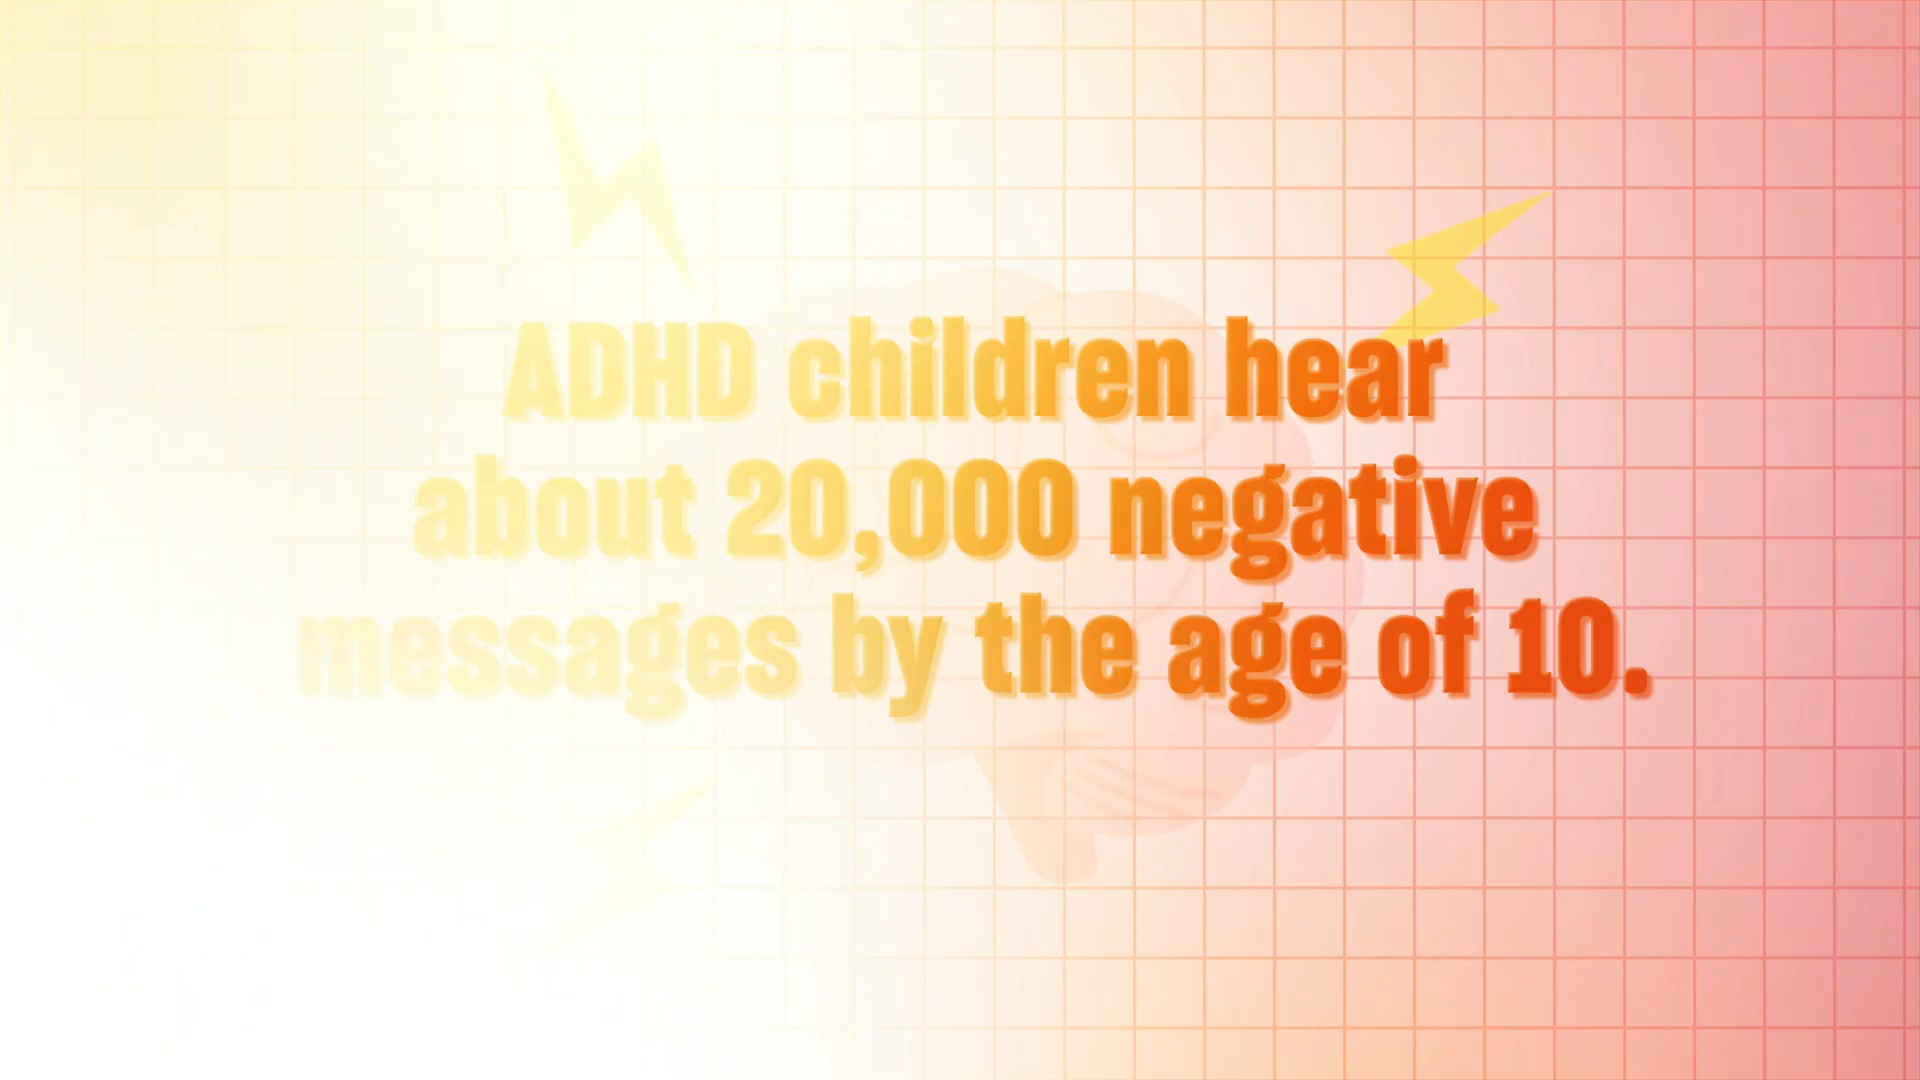 ADHD children hear
about 20,000 negative
messages by the age of 10.